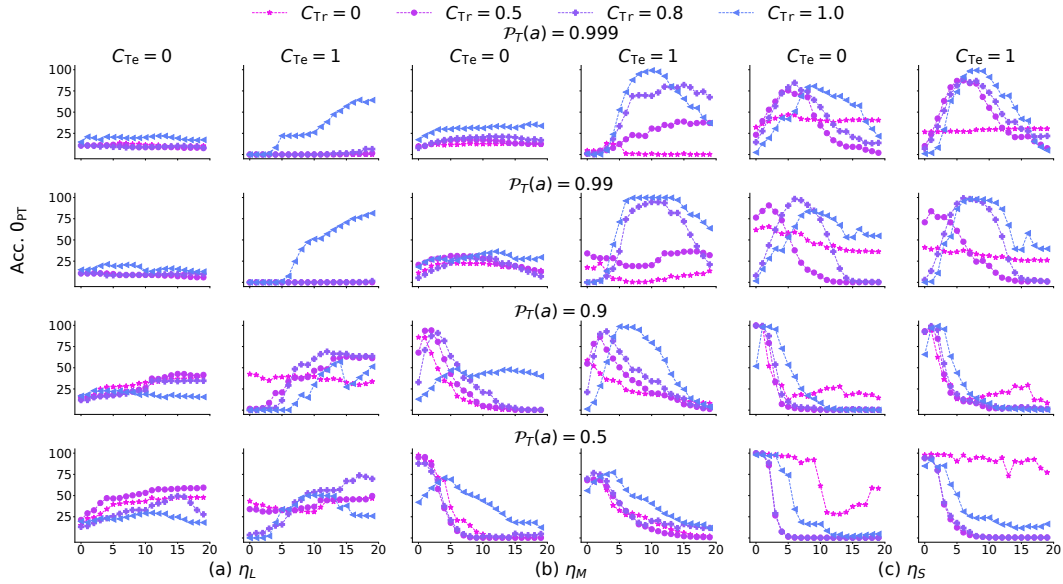 C_Tr = 0 C_Tr = 0.5 C_Tr = 0.8 C_Tr = 1.0
P_T(a) = 0.999
C_Te = 0 C_Te = 1 C_Te = 0 C_Te = 1 C_Te = 0 C_Te = 1
100
75
50
25
P_T(a) = 0.99
100
75
50
25
P_T(a) = 0.9
100
75
50
25
P_T(a) = 0.5
100
75
50
25
Acc. 0_PT
0 5 10 15 20 0 5 10 15 20 0 5 10 15 20 0 5 10 15 20 0 5 10 15 20 0 5 10 15 20
(a) η_L (b) η_M (c) η_S